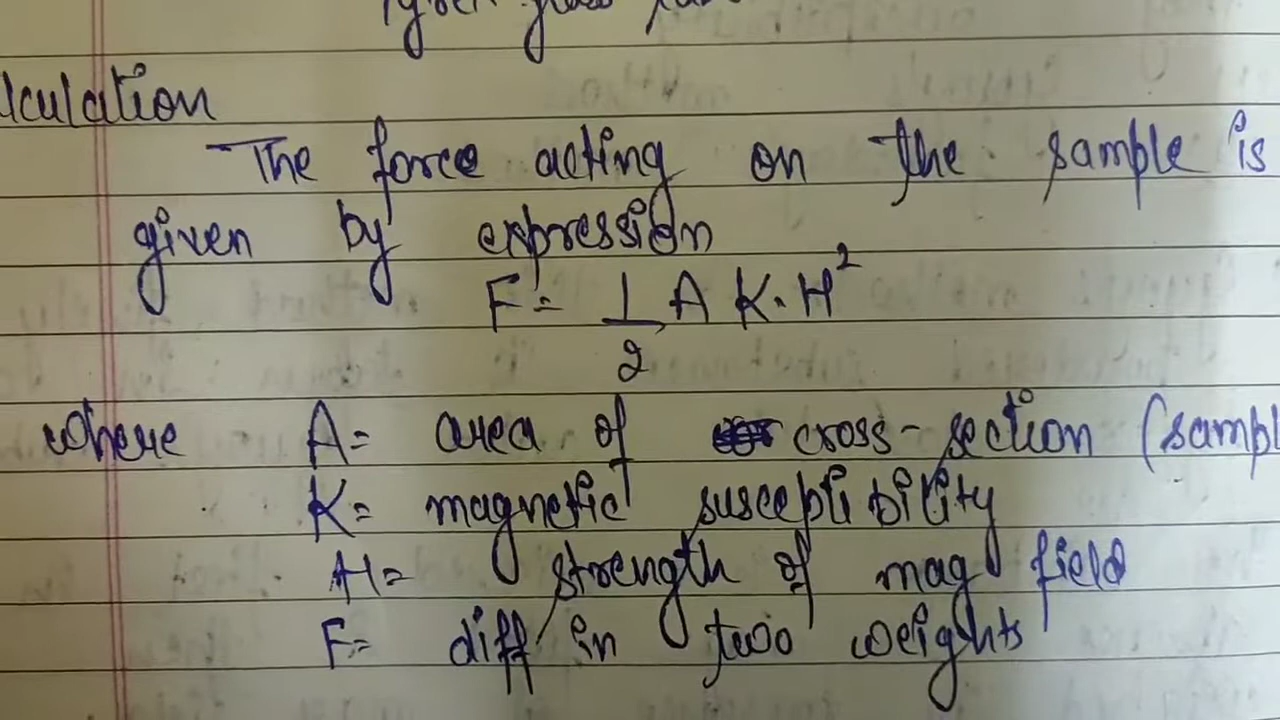 lculation
The force acting on the sample is
given by expression
F = 1/2 A K. H²
where A = area of cross-section (sampl
K = magnetic susceptibility
H = strength of mag field
F = diff in two weights